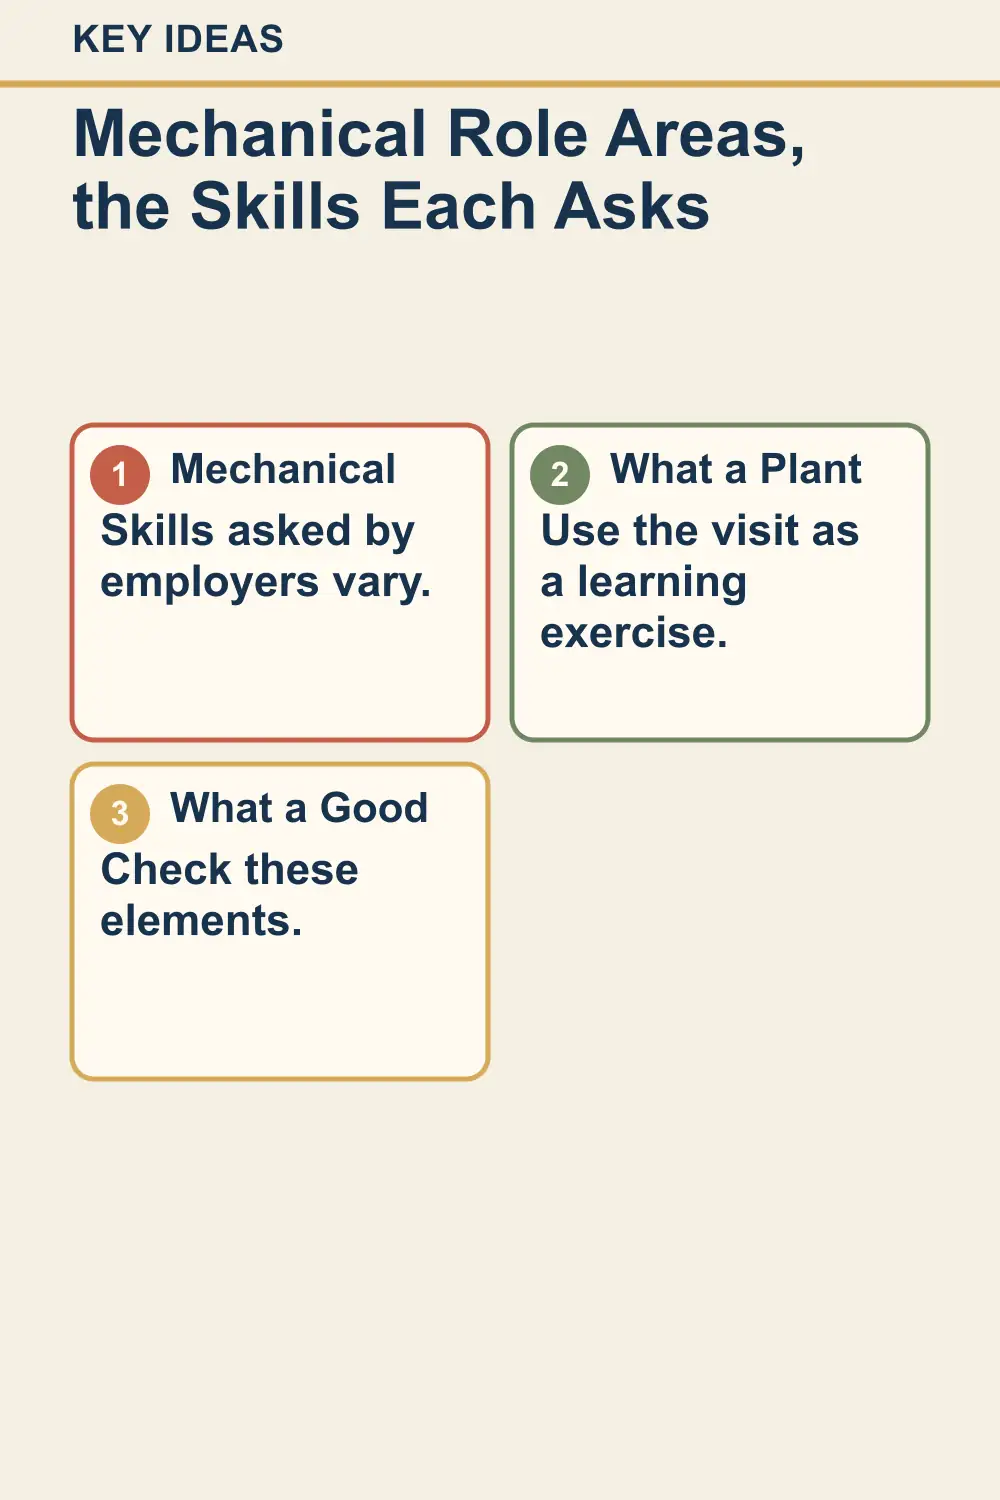 KEY IDEAS
Mechanical Role Areas,
the Skills Each Asks
1 Mechanical
Skills asked by
employers vary.
2 What a Plant
Use the visit as
a learning
exercise.
3 What a Good
Check these
elements.